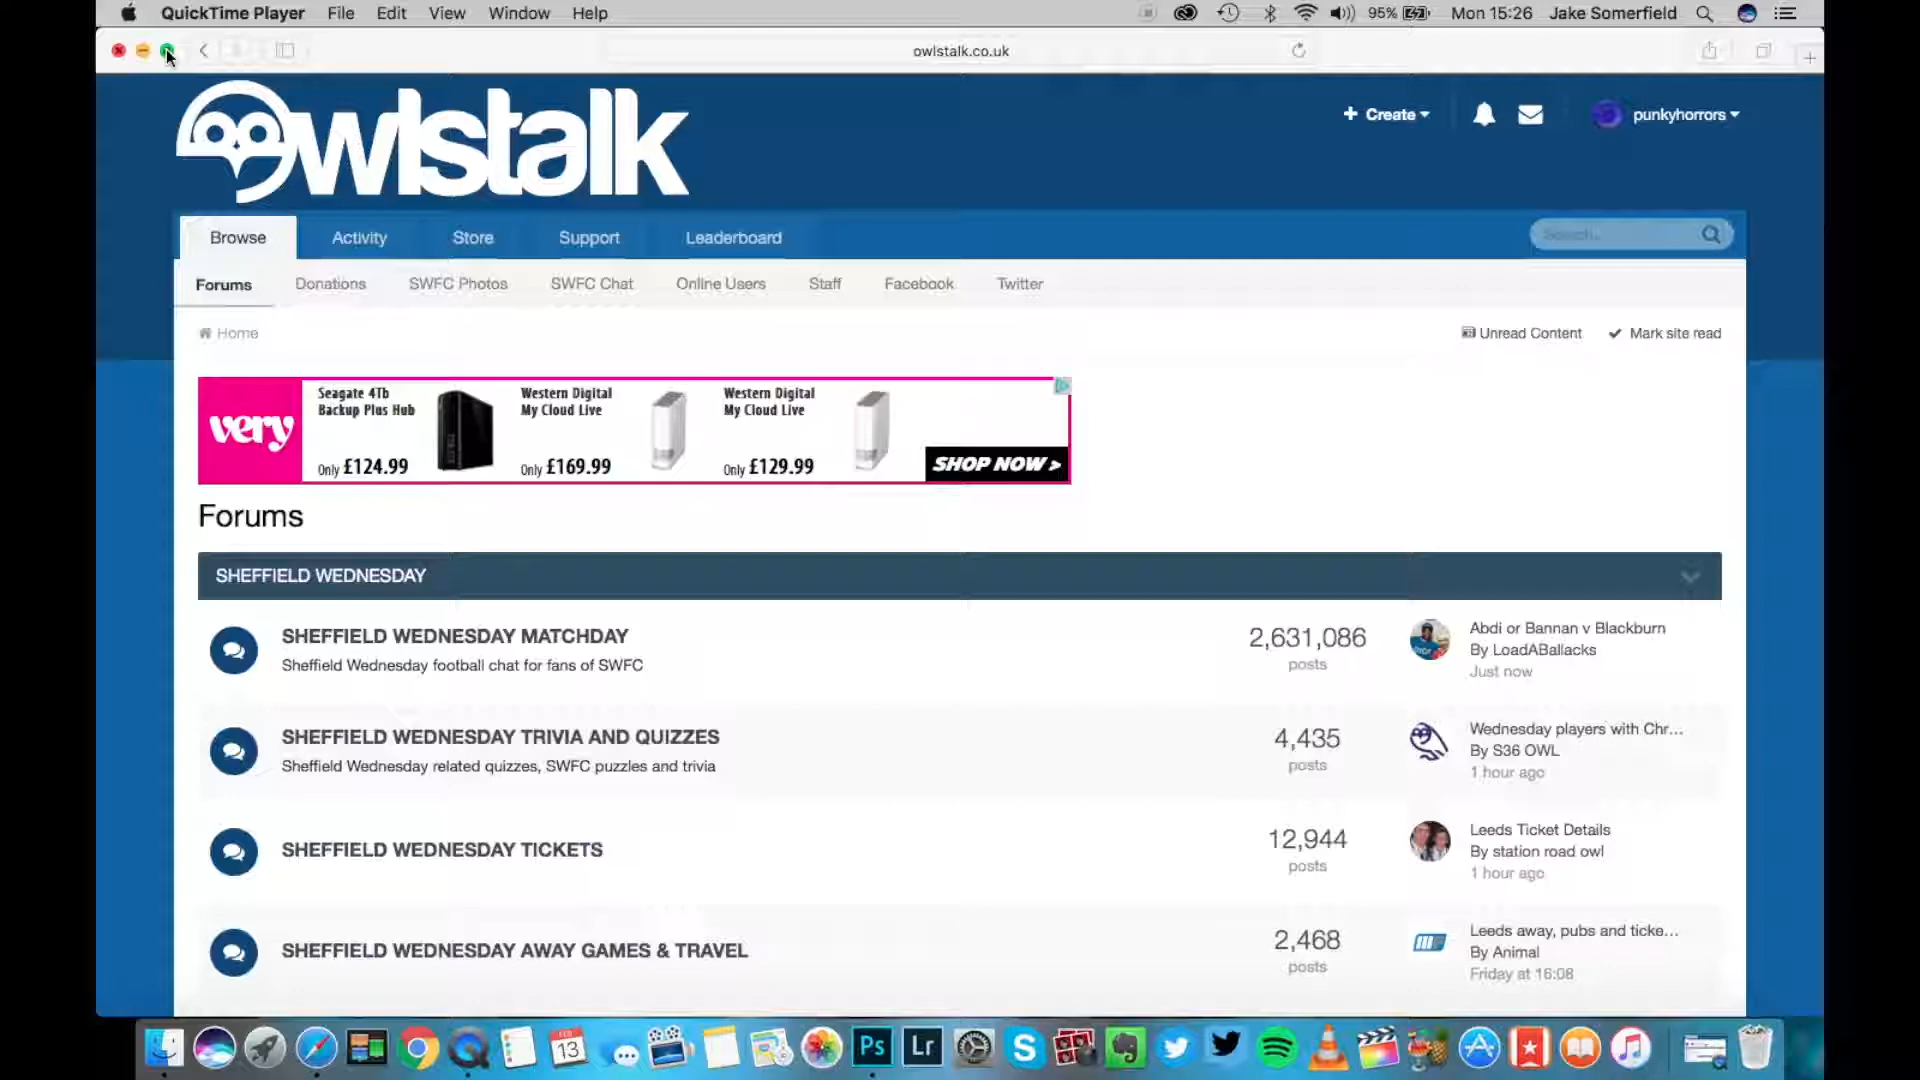 QuickTime Player File Edit View Window Help 95% Mon 15:26 Jake Somerfield
owlstalk.co.uk
owlstalk
+ Create punkyhorrors
Browse Activity Store Support Leaderboard Search...
Forums Donations SWFC Photos SWFC Chat Online Users Staff Facebook Twitter
Home Unread Content Mark site read
very
Seagate 4Tb
Backup Plus Hub
Only £124.99
Western Digital
My Cloud Live
Only £169.99
Western Digital
My Cloud Live
Only £129.99
SHOP NOW >
Forums
SHEFFIELD WEDNESDAY
SHEFFIELD WEDNESDAY MATCHDAY
Sheffield Wednesday football chat for fans of SWFC
2,631,086
posts
Abdi or Bannan v Blackburn
By LoadABallacks
Just now
SHEFFIELD WEDNESDAY TRIVIA AND QUIZZES
Sheffield Wednesday related quizzes, SWFC puzzles and trivia
4,435
posts
Wednesday players with Chr...
By S36 OWL
1 hour ago
SHEFFIELD WEDNESDAY TICKETS
12,944
posts
Leeds Ticket Details
By station road owl
1 hour ago
SHEFFIELD WEDNESDAY AWAY GAMES & TRAVEL
2,468
posts
Leeds away, pubs and ticke...
By Animal
Friday at 16:08
FEB
13
Ps
Lr